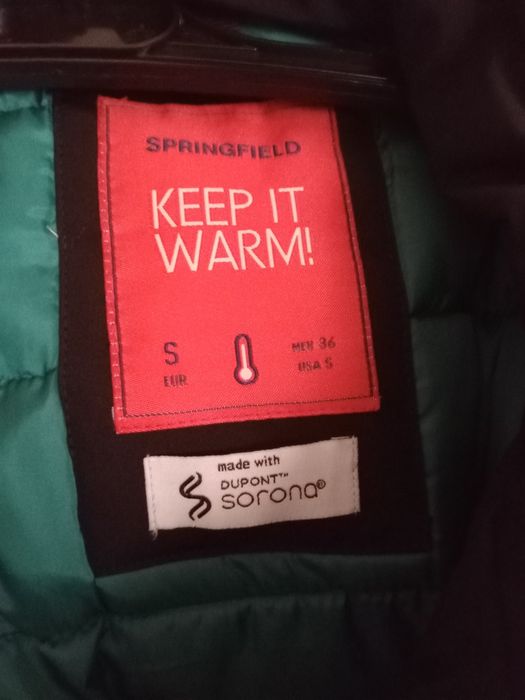 SPRINGFIELD
KEEP IT
WARM!
S
EUR
MEX 36
USA S
made with
DUPONT™
sorona®